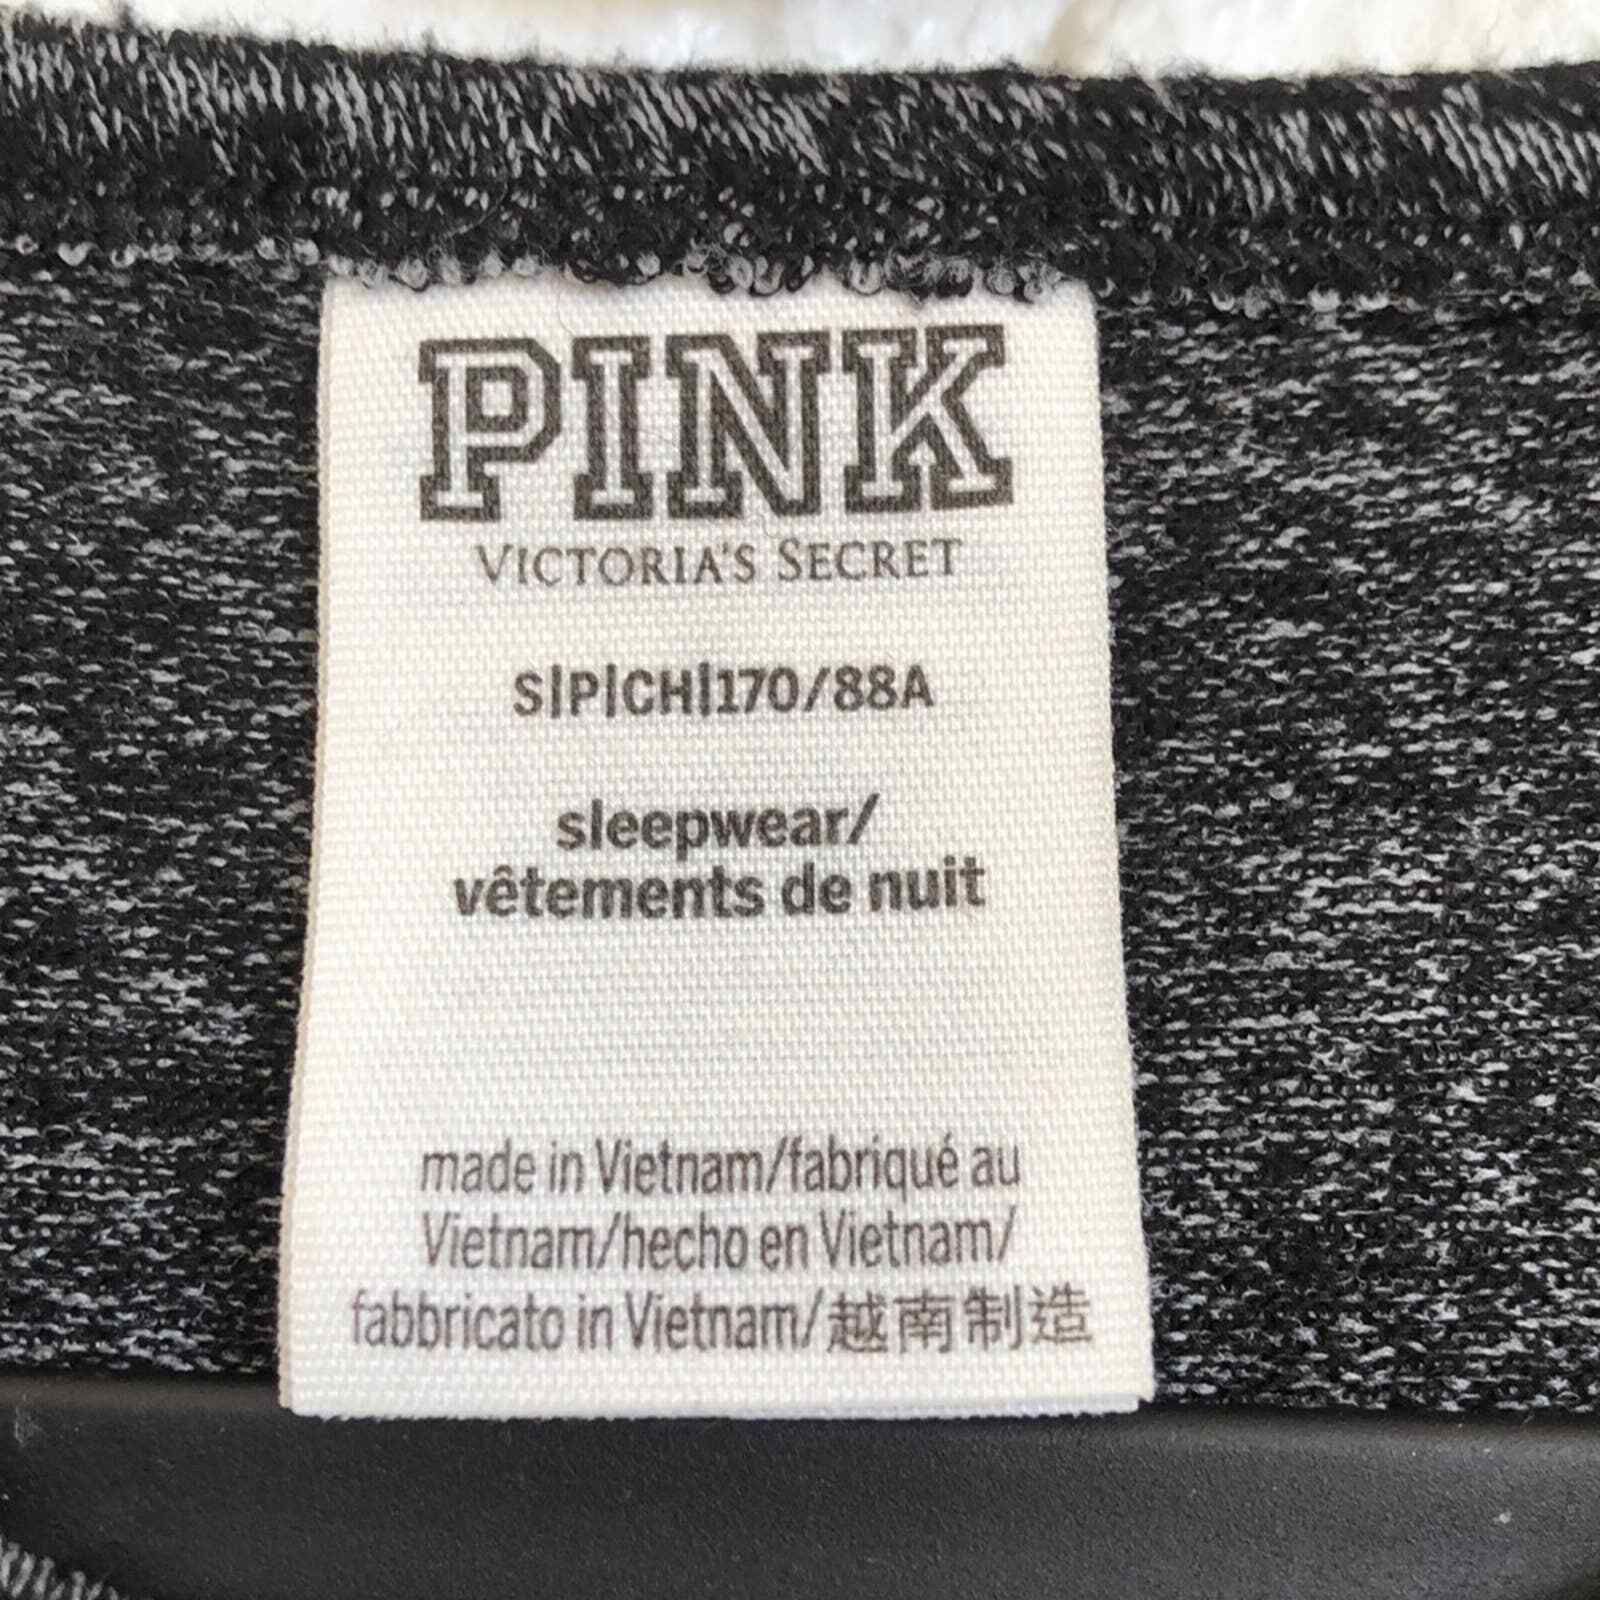 PINK
VICTORIA'S SECRET
S|P|CH|170/88A
sleepwear/
vêtements de nuit
made in Vietnam/fabriqué au
Vietnam/hecho en Vietnam/
fabbricato in Vietnam/越南制造